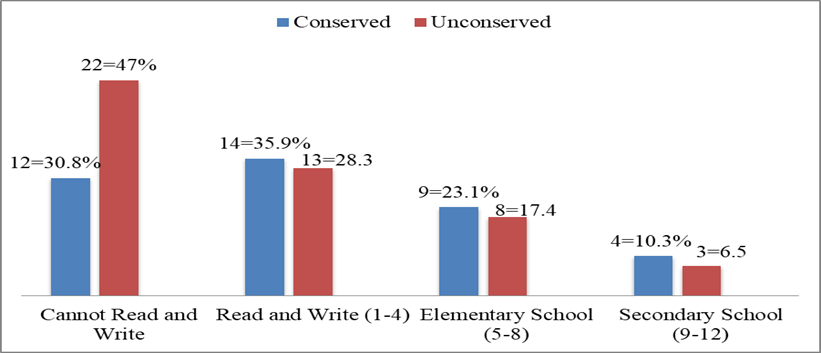 Conserved Unconserved
22=47%
12=30.8%
14=35.9%
13=28.3
9=23.1%
8=17.4
4=10.3%
3=6.5
Cannot Read and Write
Read and Write (1-4)
Elementary School (5-8)
Secondary School (9-12)